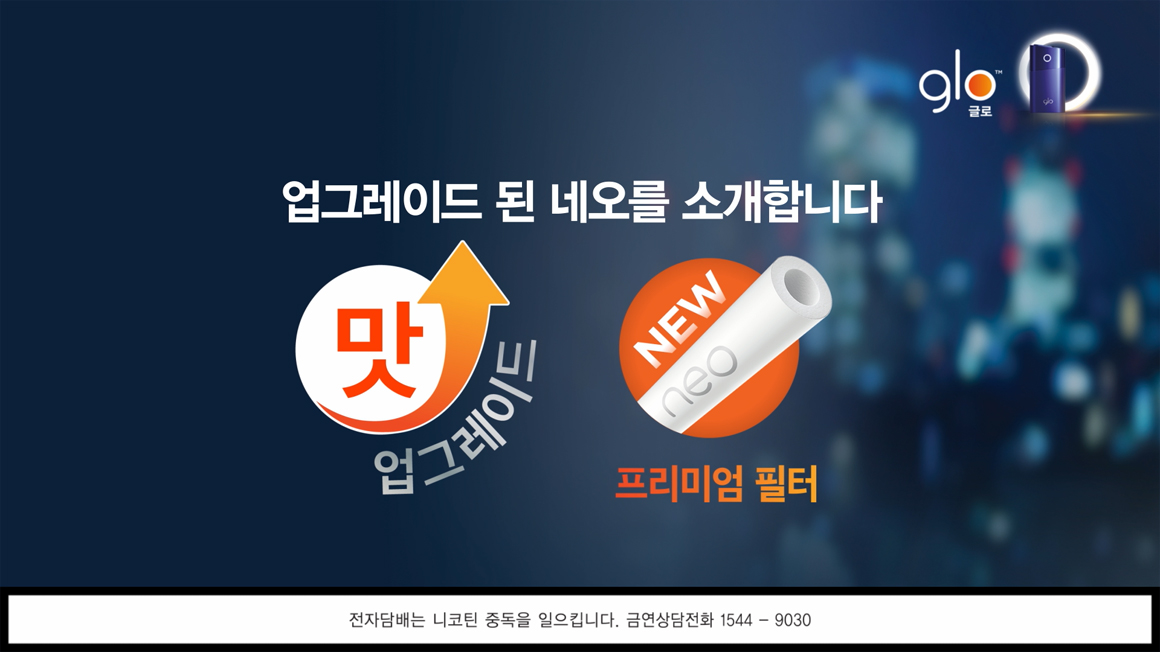 glo™
글로
glo
업그레이드 된 네오를 소개합니다
맛
업그레이드
NEW
neo
프리미엄 필터
전자담배는 니코틴 중독을 일으킵니다. 금연상담전화 1544 - 9030